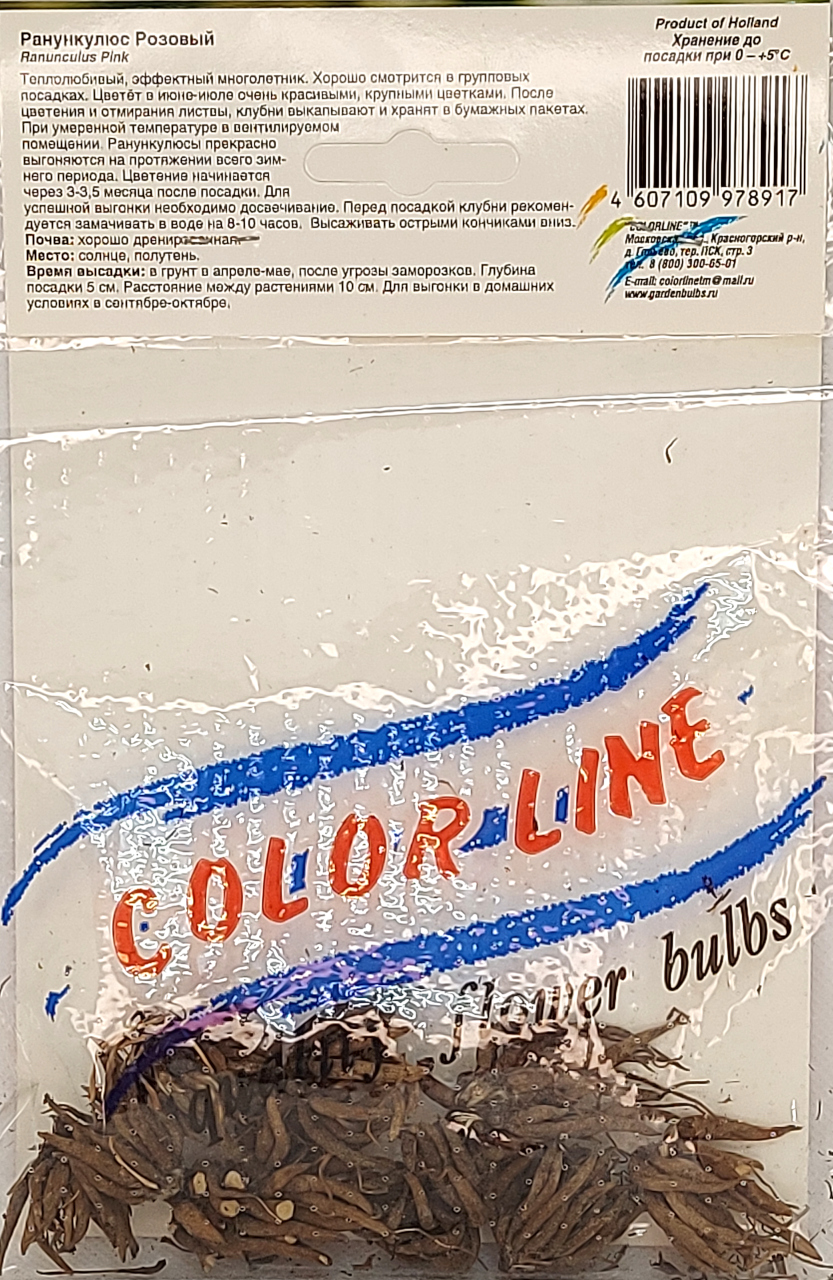 Ранункулюс Розовый
Ranunculus Pink
Теплолюбивый, эффектный многолетник. Хорошо смотрится в групповых
посадках. Цветёт в июне-июле очень красивыми, крупными цветками. После
цветения и отмирания листвы, клубни выкапывают и хранят в бумажных пакетах.
При умеренной температуре в вентилируемом
помещении. Ранункулюсы прекрасно
выгоняются на протяжении всего зим-
него периода. Цветение начинается
через 3-3,5 месяца после посадки. Для
успешной выгонки необходимо досвечивание. Перед посадкой клубни рекомен-
дуется замачивать в воде на 8-10 часов. Высаживать острыми кончиками вниз.
Почва: хорошо дренированная
Место: солнце, полутень.
Время высадки: в грунт в апреле-мае, после угрозы заморозков. Глубина
посадки 5 см. Расстояние между растениями 10 см. Для выгонки в домашних
условиях в сентябре-октябре.
Product of Holland
Хранение до
посадки при 0 – +5°C
4 607109 978917
COLORLINE
Красногорский р-н,
д. тер. ПСК, стр. 3
тел. 8 (800) 300-65-01
E-mail: colorlinetm@mail.ru
www.gardenbulbs.ru
COLOR LINE
quality flower bulbs